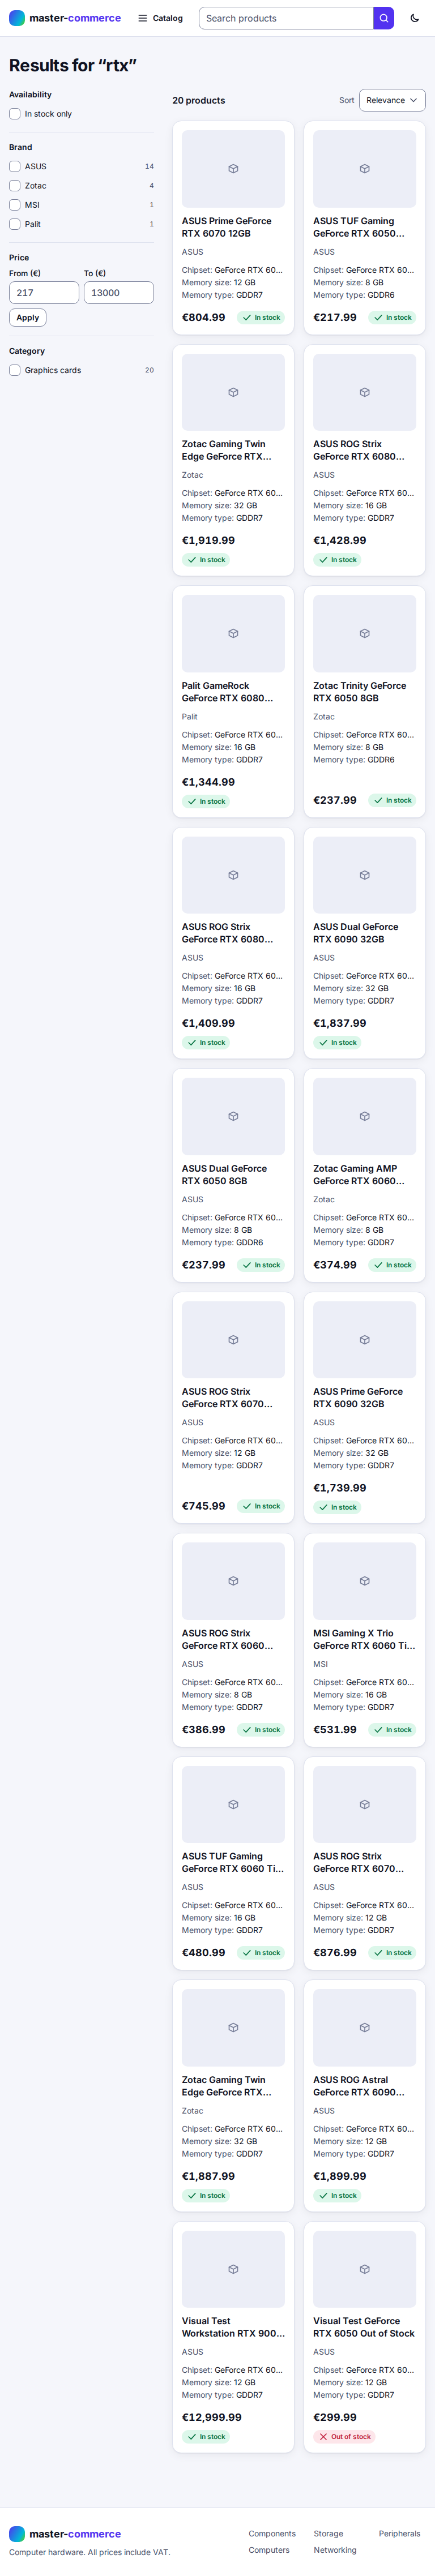 master-commerce
Catalog
Search products
Results for “rtx”
Availability
In stock only
Brand
ASUS 14
Zotac 4
MSI 1
Palit 1
Price
From (€) To (€)
217 13000
Apply
Category
Graphics cards 20
20 products
Sort Relevance
ASUS Prime GeForce
RTX 6070 12GB
ASUS
Chipset: GeForce RTX 60...
Memory size: 12 GB
Memory type: GDDR7
€804.99 In stock
ASUS TUF Gaming
GeForce RTX 6050...
ASUS
Chipset: GeForce RTX 60...
Memory size: 8 GB
Memory type: GDDR6
€217.99 In stock
Zotac Gaming Twin
Edge GeForce RTX...
Zotac
Chipset: GeForce RTX 60...
Memory size: 32 GB
Memory type: GDDR7
€1,919.99
In stock
ASUS ROG Strix
GeForce RTX 6080...
ASUS
Chipset: GeForce RTX 60...
Memory size: 16 GB
Memory type: GDDR7
€1,428.99
In stock
Palit GameRock
GeForce RTX 6080...
Palit
Chipset: GeForce RTX 60...
Memory size: 16 GB
Memory type: GDDR7
€1,344.99
In stock
Zotac Trinity GeForce
RTX 6050 8GB
Zotac
Chipset: GeForce RTX 60...
Memory size: 8 GB
Memory type: GDDR6
€237.99 In stock
ASUS ROG Strix
GeForce RTX 6080...
ASUS
Chipset: GeForce RTX 60...
Memory size: 16 GB
Memory type: GDDR7
€1,409.99
In stock
ASUS Dual GeForce
RTX 6090 32GB
ASUS
Chipset: GeForce RTX 60...
Memory size: 32 GB
Memory type: GDDR7
€1,837.99
In stock
ASUS Dual GeForce
RTX 6050 8GB
ASUS
Chipset: GeForce RTX 60...
Memory size: 8 GB
Memory type: GDDR6
€237.99 In stock
Zotac Gaming AMP
GeForce RTX 6060...
Zotac
Chipset: GeForce RTX 60...
Memory size: 8 GB
Memory type: GDDR7
€374.99 In stock
ASUS ROG Strix
GeForce RTX 6070...
ASUS
Chipset: GeForce RTX 60...
Memory size: 12 GB
Memory type: GDDR7
€745.99 In stock
ASUS Prime GeForce
RTX 6090 32GB
ASUS
Chipset: GeForce RTX 60...
Memory size: 32 GB
Memory type: GDDR7
€1,739.99
In stock
ASUS ROG Strix
GeForce RTX 6060...
ASUS
Chipset: GeForce RTX 60...
Memory size: 8 GB
Memory type: GDDR7
€386.99 In stock
MSI Gaming X Trio
GeForce RTX 6060 Ti...
MSI
Chipset: GeForce RTX 60...
Memory size: 16 GB
Memory type: GDDR7
€531.99 In stock
ASUS TUF Gaming
GeForce RTX 6060 Ti...
ASUS
Chipset: GeForce RTX 60...
Memory size: 16 GB
Memory type: GDDR7
€480.99 In stock
ASUS ROG Strix
GeForce RTX 6070...
ASUS
Chipset: GeForce RTX 60...
Memory size: 12 GB
Memory type: GDDR7
€876.99 In stock
Zotac Gaming Twin
Edge GeForce RTX...
Zotac
Chipset: GeForce RTX 60...
Memory size: 32 GB
Memory type: GDDR7
€1,887.99
In stock
ASUS ROG Astral
GeForce RTX 6090...
ASUS
Chipset: GeForce RTX 60...
Memory size: 12 GB
Memory type: GDDR7
€1,899.99
In stock
Visual Test
Workstation RTX 900...
ASUS
Chipset: GeForce RTX 60...
Memory size: 12 GB
Memory type: GDDR7
€12,999.99
In stock
Visual Test GeForce
RTX 6050 Out of Stock
ASUS
Chipset: GeForce RTX 60...
Memory size: 12 GB
Memory type: GDDR7
€299.99
Out of stock
master-commerce
Computer hardware. All prices include VAT.
Components Storage Peripherals
Computers Networking